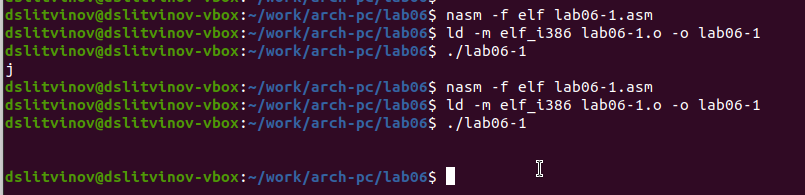 dslitvinov@dslitvinov-vbox:~/work/arch-pc/lab06$ nasm -f elf lab06-1.asm
dslitvinov@dslitvinov-vbox:~/work/arch-pc/lab06$ ld -m elf_i386 lab06-1.o -o lab06-1
dslitvinov@dslitvinov-vbox:~/work/arch-pc/lab06$ ./lab06-1
j
dslitvinov@dslitvinov-vbox:~/work/arch-pc/lab06$ nasm -f elf lab06-1.asm
dslitvinov@dslitvinov-vbox:~/work/arch-pc/lab06$ ld -m elf_i386 lab06-1.o -o lab06-1
dslitvinov@dslitvinov-vbox:~/work/arch-pc/lab06$ ./lab06-1
dslitvinov@dslitvinov-vbox:~/work/arch-pc/lab06$